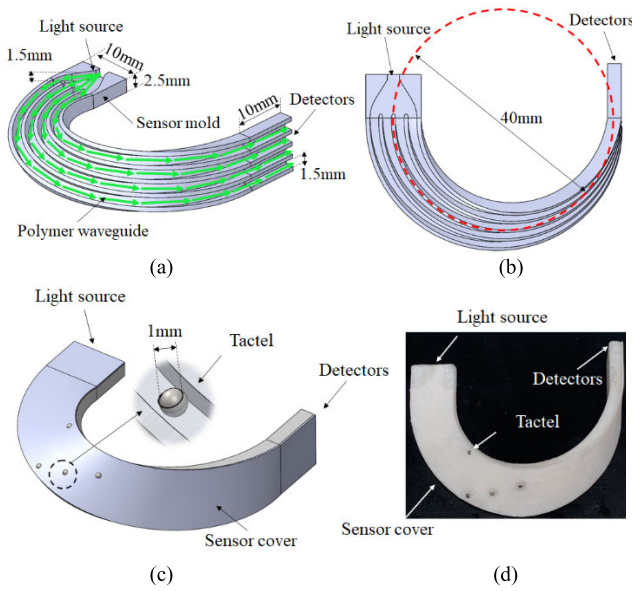 Light source
10mm
1.5mm
2.5mm
Sensor mold
10mm
Detectors
1.5mm
Polymer waveguide
(a)
Detectors
Light source
40mm
(b)
Light source
1mm
Tactel
Detectors
Sensor cover
(c)
Light source
Detectors
Tactel
Sensor cover
(d)